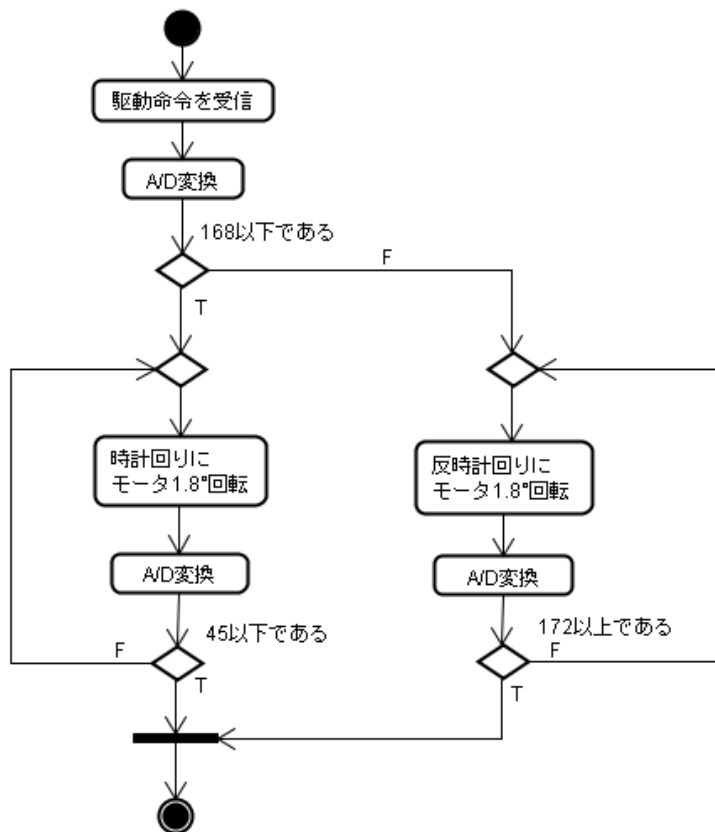 駆動命令を受信
A/D変換
168以下である
F
T
時計回りに
モータ1.8°回転
反時計回りに
モータ1.8°回転
A/D変換
A/D変換
45以下である
F
T
172以上である
F
T